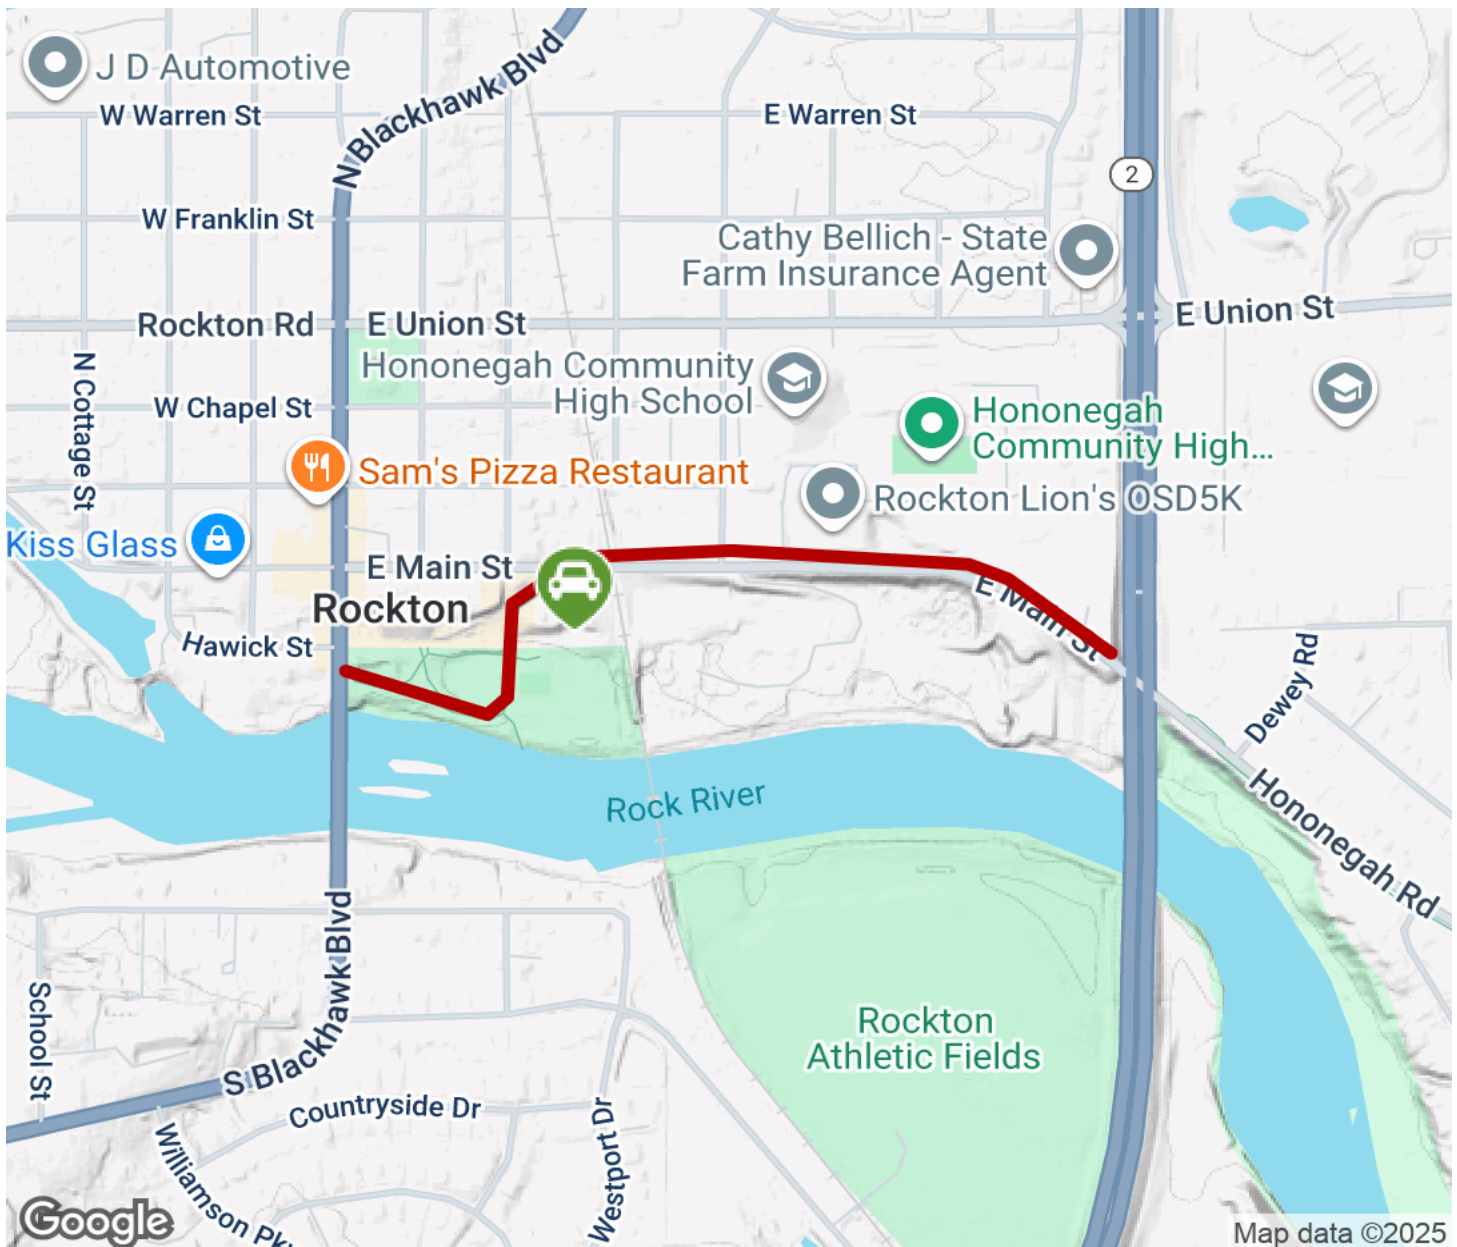 J D Automotive
W Warren St
N Blackhawk Blvd
E Warren St
2
W Franklin St
Cathy Bellich - State
Farm Insurance Agent
Rockton Rd
E Union St
E Union St
N Cottage St
Hononegah Community
High School
W Chapel St
Hononegah
Community High...
Sam's Pizza Restaurant
Rockton Lion's OSD5K
Kiss Glass
E Main St
E Main St
Rockton
Hawick St
Dewey Rd
Rock River
Hononegah Rd
School St
S Blackhawk Blvd
Rockton
Athletic Fields
Countryside Dr
Westport Dr
Williamson Pk
Google
Map data ©2025